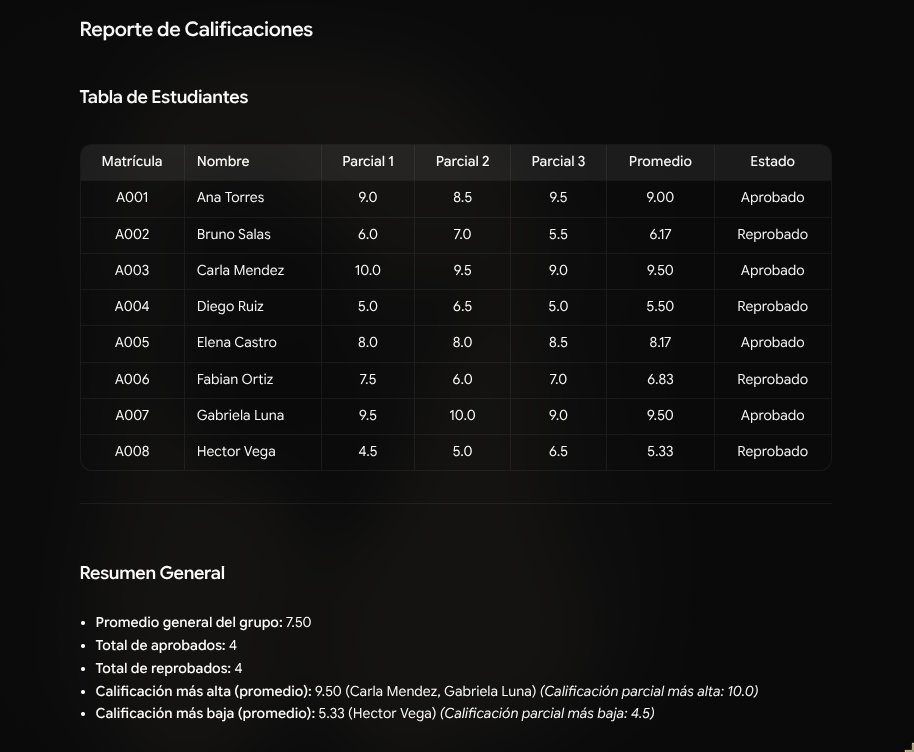 Reporte de Calificaciones
Tabla de Estudiantes
Matrícula Nombre Parcial 1 Parcial 2 Parcial 3 Promedio Estado
A001 Ana Torres 9.0 8.5 9.5 9.00 Aprobado
A002 Bruno Salas 6.0 7.0 5.5 6.17 Reprobado
A003 Carla Mendez 10.0 9.5 9.0 9.50 Aprobado
A004 Diego Ruiz 5.0 6.5 5.0 5.50 Reprobado
A005 Elena Castro 8.0 8.0 8.5 8.17 Aprobado
A006 Fabian Ortiz 7.5 6.0 7.0 6.83 Reprobado
A007 Gabriela Luna 9.5 10.0 9.0 9.50 Aprobado
A008 Hector Vega 4.5 5.0 6.5 5.33 Reprobado
Resumen General
• Promedio general del grupo: 7.50
• Total de aprobados: 4
• Total de reprobados: 4
• Calificación más alta (promedio): 9.50 (Carla Mendez, Gabriela Luna) (Calificación parcial más alta: 10.0)
• Calificación más baja (promedio): 5.33 (Hector Vega) (Calificación parcial más baja: 4.5)